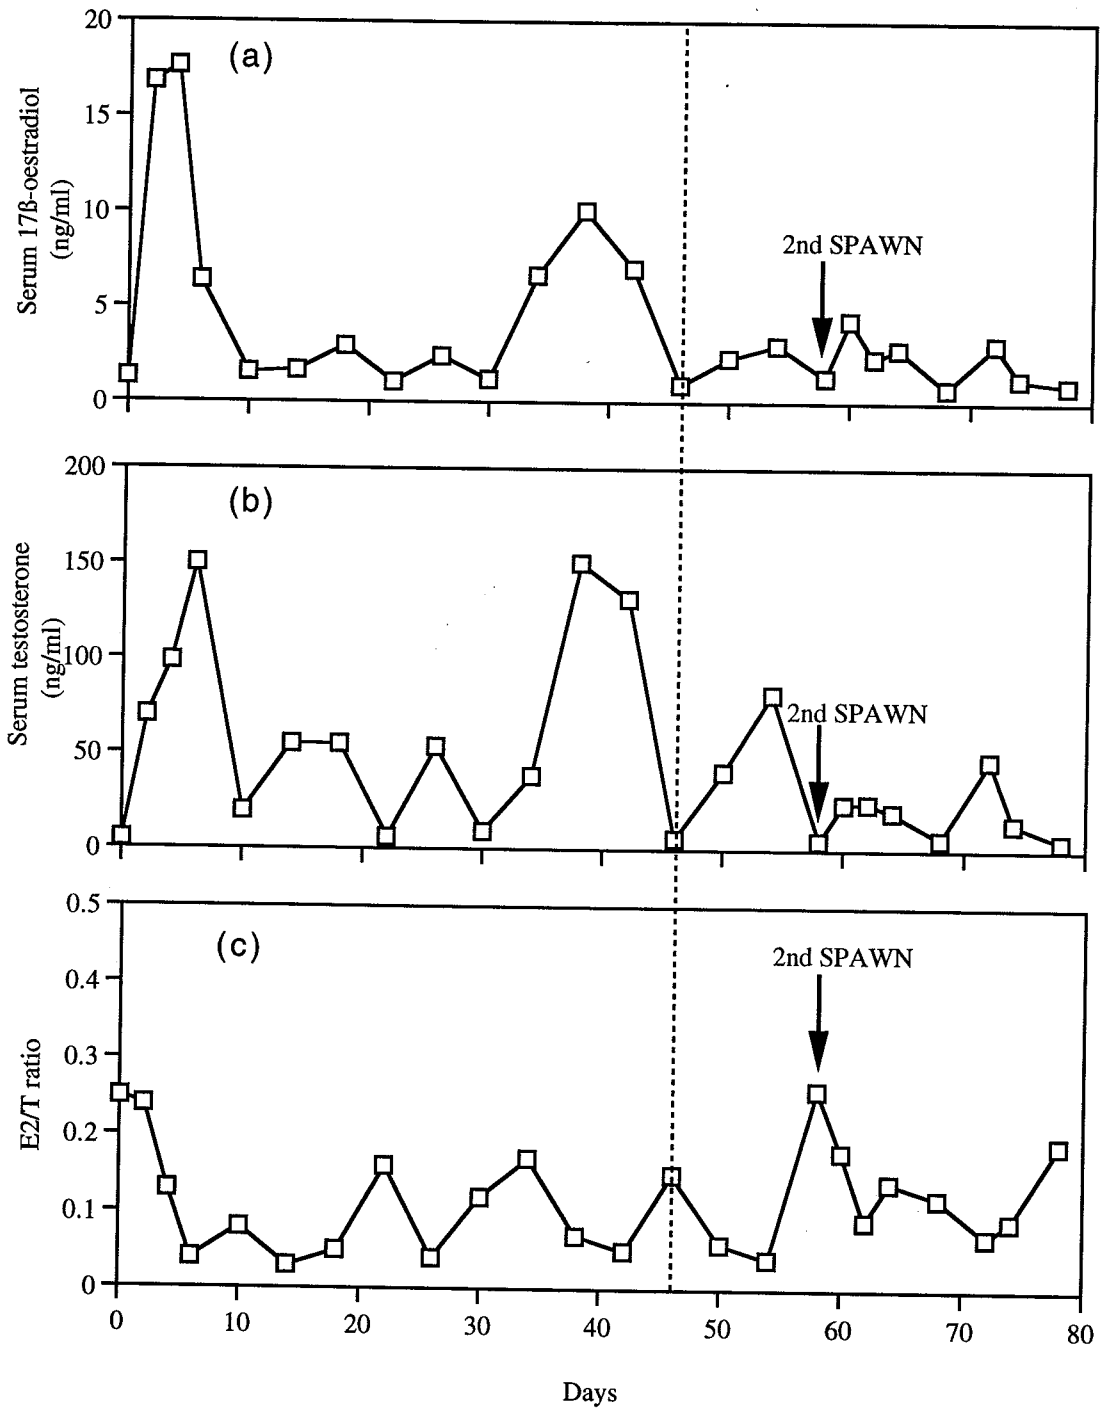 (a)
Serum 17ß-oestradiol
(ng/ml)
20
15
10
5
0
2nd SPAWN
(b)
Serum testosterone
(ng/ml)
200
150
100
50
0
2nd SPAWN
(c)
E2/T ratio
0.5
0.4
0.3
0.2
0.1
0
2nd SPAWN
0 10 20 30 40 50 60 70 80
Days